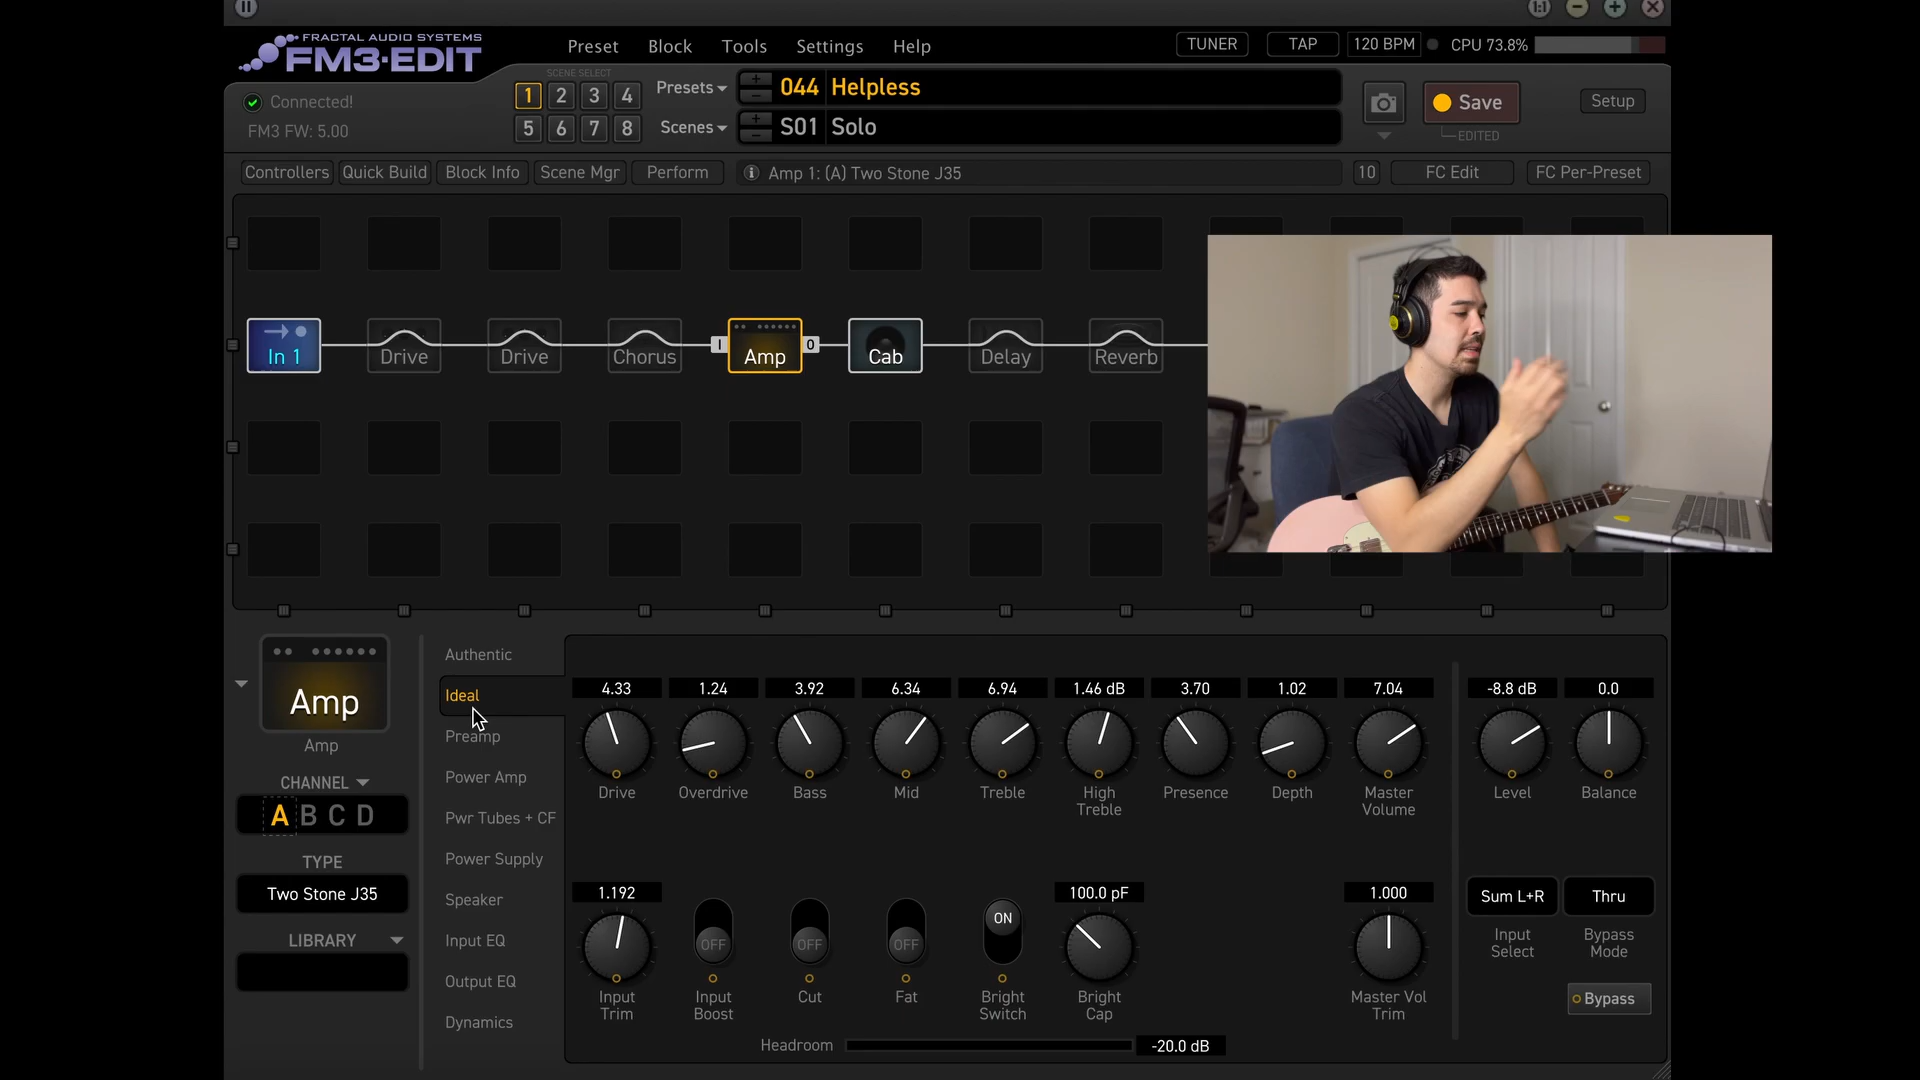 FRACTAL AUDIO SYSTEMS
FM3-EDIT
Preset Block Tools Settings Help
TUNER TAP 120 BPM CPU 73.8%
1:1
Connected!
FM3 FW: 5.00
SCENE SELECT
1 2 3 4
5 6 7 8
Presets 044 Helpless
Scenes S01 Solo
Save
EDITED
Setup
Controllers Quick Build Block Info Scene Mgr Perform Amp 1: (A) Two Stone J35 10 FC Edit FC Per-Preset
In 1 Drive Drive Chorus I Amp O Cab Delay Reverb
Amp
Amp
CHANNEL
A B C D
TYPE
Two Stone J35
LIBRARY
Authentic
Ideal
Preamp
Power Amp
Pwr Tubes + CF
Power Supply
Speaker
Input EQ
Output EQ
Dynamics
4.33 1.24 3.92 6.34 6.94 1.46 dB 3.70 1.02 7.04 -8.8 dB 0.0
Drive Overdrive Bass Mid Treble High Treble Presence Depth Master Volume Level Balance
1.192 OFF OFF OFF ON 100.0 pF 1.000 Sum L+R Thru
Input Trim Input Boost Cut Fat Bright Switch Bright Cap Master Vol Trim Input Select Bypass Mode
Bypass
Headroom -20.0 dB